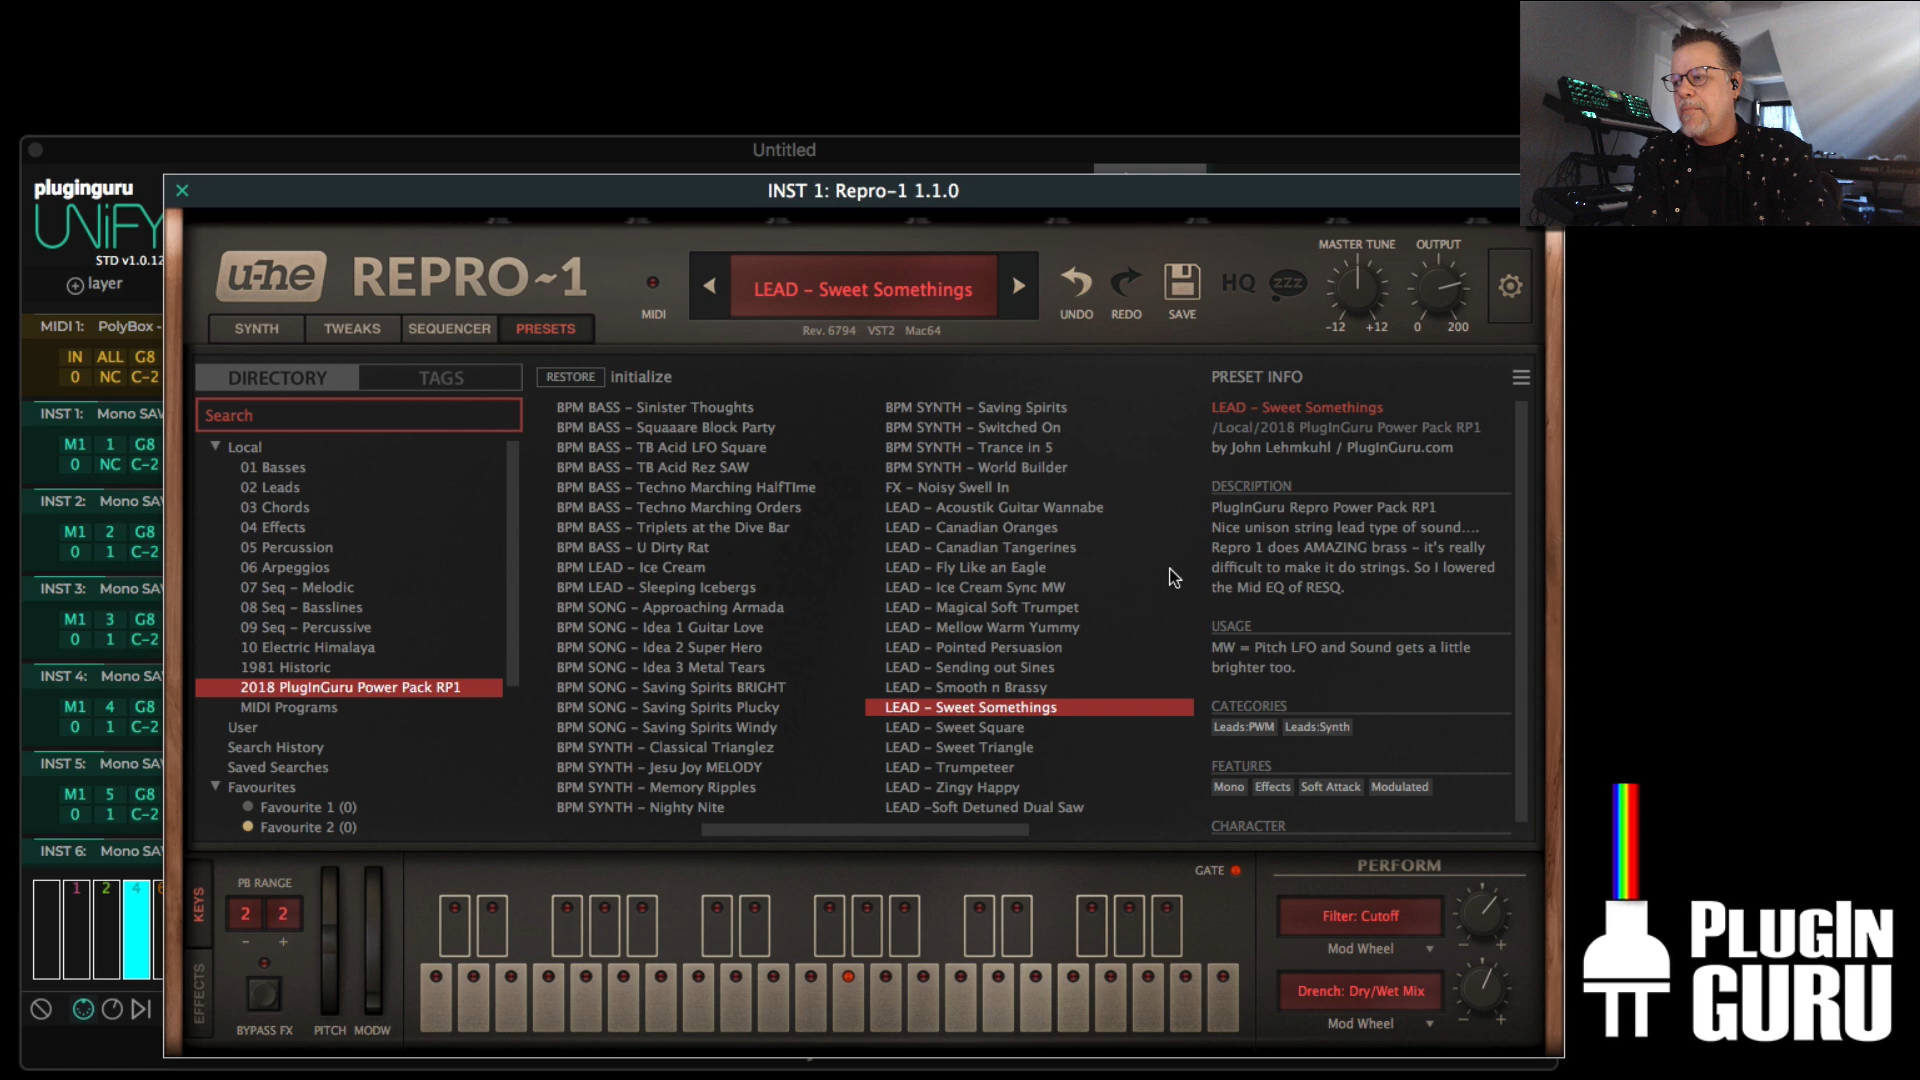 Untitled
pluginguru
UNiFY
STD v1.0.12
layer
MIDI 1: PolyBox -
IN ALL G8
0 NC C-2
INST 1: Mono SAW
M1 1 G8
0 NC C-2
INST 2: Mono SAW
M1 2 G8
0 1 C-2
INST 3: Mono SAW
M1 3 G8
0 1 C-2
INST 4: Mono SAW
M1 4 G8
0 1 C-2
INST 5: Mono SAW
M1 5 G8
0 1 C-2
INST 6: Mono SAW
1 2 4 6
INST 1: Repro-1 1.1.0
u-he REPRO~1
MIDI
LEAD – Sweet Somethings
Rev. 6794 VST2 Mac64
UNDO REDO SAVE
HQ zzz
MASTER TUNE OUTPUT
-12 +12 0 200
SYNTH TWEAKS SEQUENCER PRESETS
DIRECTORY TAGS
Search
Local
01 Basses
02 Leads
03 Chords
04 Effects
05 Percussion
06 Arpeggios
07 Seq – Melodic
08 Seq – Basslines
09 Seq – Percussive
10 Electric Himalaya
1981 Historic
2018 PlugInGuru Power Pack RP1
MIDI Programs
User
Search History
Saved Searches
Favourites
Favourite 1 (0)
Favourite 2 (0)
RESTORE initialize
BPM BASS – Sinister Thoughts
BPM BASS – Squaaare Block Party
BPM BASS – TB Acid LFO Square
BPM BASS – TB Acid Rez SAW
BPM BASS – Techno Marching HalfTIme
BPM BASS – Techno Marching Orders
BPM BASS – Triplets at the Dive Bar
BPM BASS – U Dirty Rat
BPM LEAD – Ice Cream
BPM LEAD – Sleeping Icebergs
BPM SONG – Approaching Armada
BPM SONG – Idea 1 Guitar Love
BPM SONG – Idea 2 Super Hero
BPM SONG – Idea 3 Metal Tears
BPM SONG – Saving Spirits BRIGHT
BPM SONG – Saving Spirits Plucky
BPM SONG – Saving Spirits Windy
BPM SYNTH – Classical Trianglez
BPM SYNTH – Jesu Joy MELODY
BPM SYNTH – Memory Ripples
BPM SYNTH – Nighty Nite
BPM SYNTH – Saving Spirits
BPM SYNTH – Switched On
BPM SYNTH – Trance in 5
BPM SYNTH – World Builder
FX – Noisy Swell In
LEAD – Acoustik Guitar Wannabe
LEAD – Canadian Oranges
LEAD – Canadian Tangerines
LEAD – Fly Like an Eagle
LEAD – Ice Cream Sync MW
LEAD – Magical Soft Trumpet
LEAD – Mellow Warm Yummy
LEAD – Pointed Persuasion
LEAD – Sending out Sines
LEAD – Smooth n Brassy
LEAD – Sweet Somethings
LEAD – Sweet Square
LEAD – Sweet Triangle
LEAD – Trumpeteer
LEAD – Zingy Happy
LEAD –Soft Detuned Dual Saw
PRESET INFO
LEAD – Sweet Somethings
/Local/2018 PlugInGuru Power Pack RP1
by John Lehmkuhl / PlugInGuru.com
DESCRIPTION
PlugInGuru Repro Power Pack RP1
Nice unison string lead type of sound....
Repro 1 does AMAZING brass – it's really
difficult to make it do strings. So I lowered
the Mid EQ of RESQ.
USAGE
MW = Pitch LFO and Sound gets a little
brighter too.
CATEGORIES
Leads:PWM Leads:Synth
FEATURES
Mono Effects Soft Attack Modulated
CHARACTER
KEYS
EFFECTS
PB RANGE
2 2
– +
BYPASS FX PITCH MODW
GATE
PERFORM
Filter: Cutoff
Mod Wheel
– +
Drench: Dry/Wet Mix
Mod Wheel
– +
PLUGIN
GURU